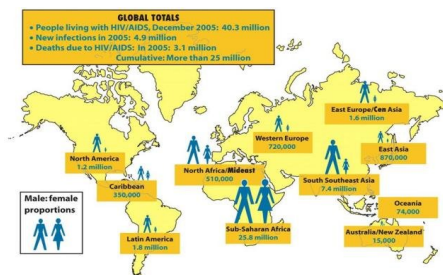 GLOBAL TOTALS
• People living with HIV/AIDS, December 2005: 40.3 million
• New infections in 2005: 4.9 million
• Deaths due to HIV/AIDS: In 2005: 3.1 million
Cumulative: More than 25 million
East Europe/Cen Asia
1.6 million
Western Europe
720,000
North America
1.2 million
North Africa/Mideast
510,000
East Asia
870,000
Caribbean
350,000
South Southeast Asia
7.4 million
Male: female
proportions
Oceania
74,000
Sub-Saharan Africa
25.8 million
Latin America
1.8 million
Australia/New Zealand
15,000